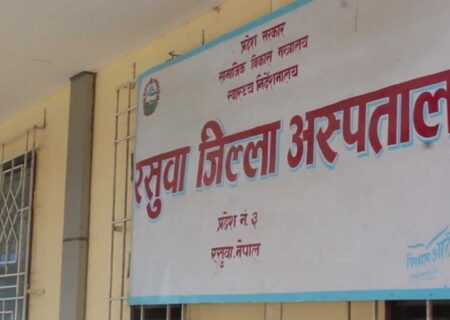 प्रदेश सरकार
सामाजिक विकास मन्त्रालय
स्वास्थ्य निर्देशनालय
रसुवा जिल्ला अस्पताल
प्रदेश नं. ३
रसुवा, नेपाल